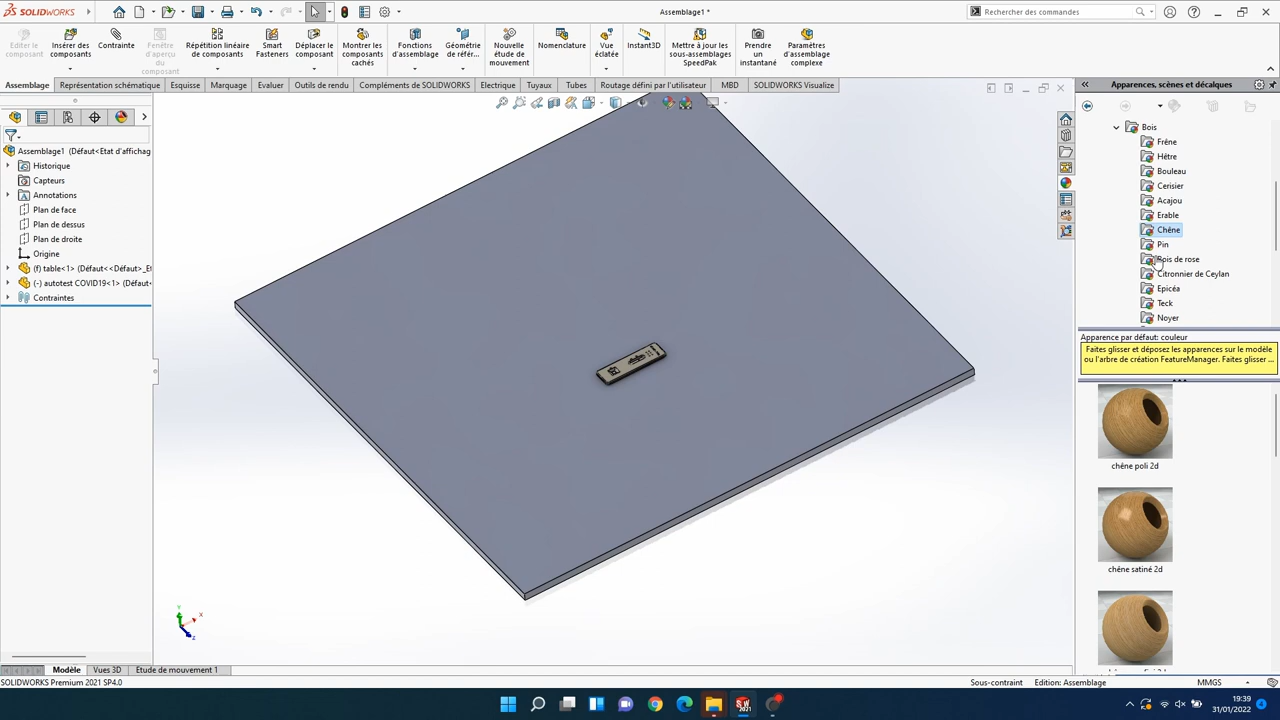 SOLIDWORKS
Assemblage1 *
Rechercher des commandes
Editer le composant
Insérer des composants
Contrainte
Fenêtre d'aperçu du composant
Répétition linéaire de composants
Smart Fasteners
Déplacer le composant
Montrer les composants cachés
Fonctions d'assemblage
Géométrie de référ...
Nouvelle étude de mouvement
Nomenclature
Vue éclatée
Instant3D
Mettre à jour les sous-assemblages SpeedPak
Prendre un instantané
Paramètres d'assemblage complexe
Assemblage
Représentation schématique
Esquisse
Marquage
Evaluer
Outils de rendu
Compléments de SOLIDWORKS
Electrique
Tuyaux
Tubes
Routage défini par l'utilisateur
MBD
SOLIDWORKS Visualize
Apparences, scènes et décalques
Assemblage1 (Défaut<Etat d'affichag
Historique
Capteurs
Annotations
Plan de face
Plan de dessus
Plan de droite
Origine
(f) table<1> (Défaut<<Défaut>_Et
(-) autotest COVID19<1> (Défaut<
Contraintes
Bois
Frêne
Hêtre
Bouleau
Cerisier
Acajou
Erable
Chêne
Pin
Bois de rose
Citronnier de Ceylan
Epicéa
Teck
Noyer
Apparence par défaut: couleur
Faites glisser et déposez les apparences sur le modèle
ou l'arbre de création FeatureManager. Faites glisser ...
chêne poli 2d
chêne satiné 2d
Modèle
Vues 3D
Etude de mouvement 1
SOLIDWORKS Premium 2021 SP4.0
Sous-contraint
Edition: Assemblage
MMGS
19:39
31/01/2022